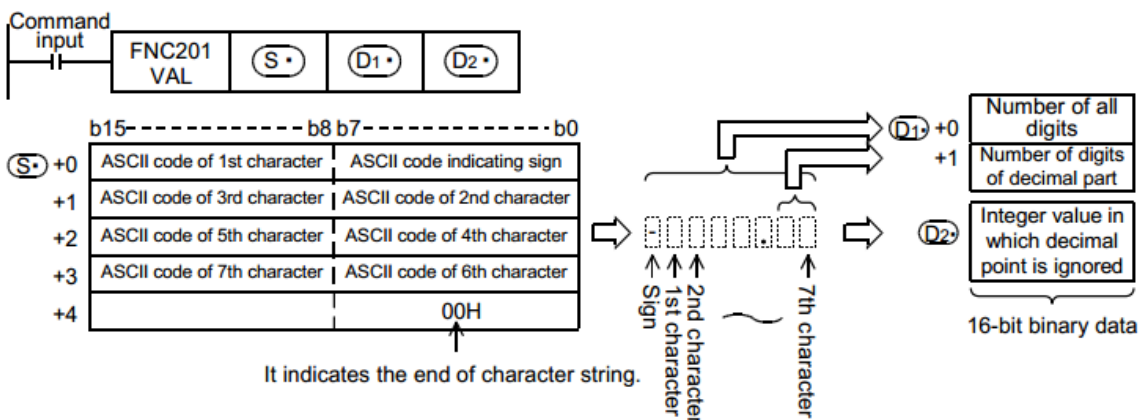 Command
input
FNC201
VAL
S•
D1•
D2•
b15
b8
b7
b0
S• +0
ASCII code of 1st character
ASCII code indicating sign
+1
ASCII code of 3rd character
ASCII code of 2nd character
+2
ASCII code of 5th character
ASCII code of 4th character
+3
ASCII code of 7th character
ASCII code of 6th character
+4
00H
It indicates the end of character string.
- .
Sign
1st character
2nd character
7th character
D1• +0
Number of all
digits
+1
Number of digits
of decimal part
D2•
Integer value in
which decimal
point is ignored
16-bit binary data